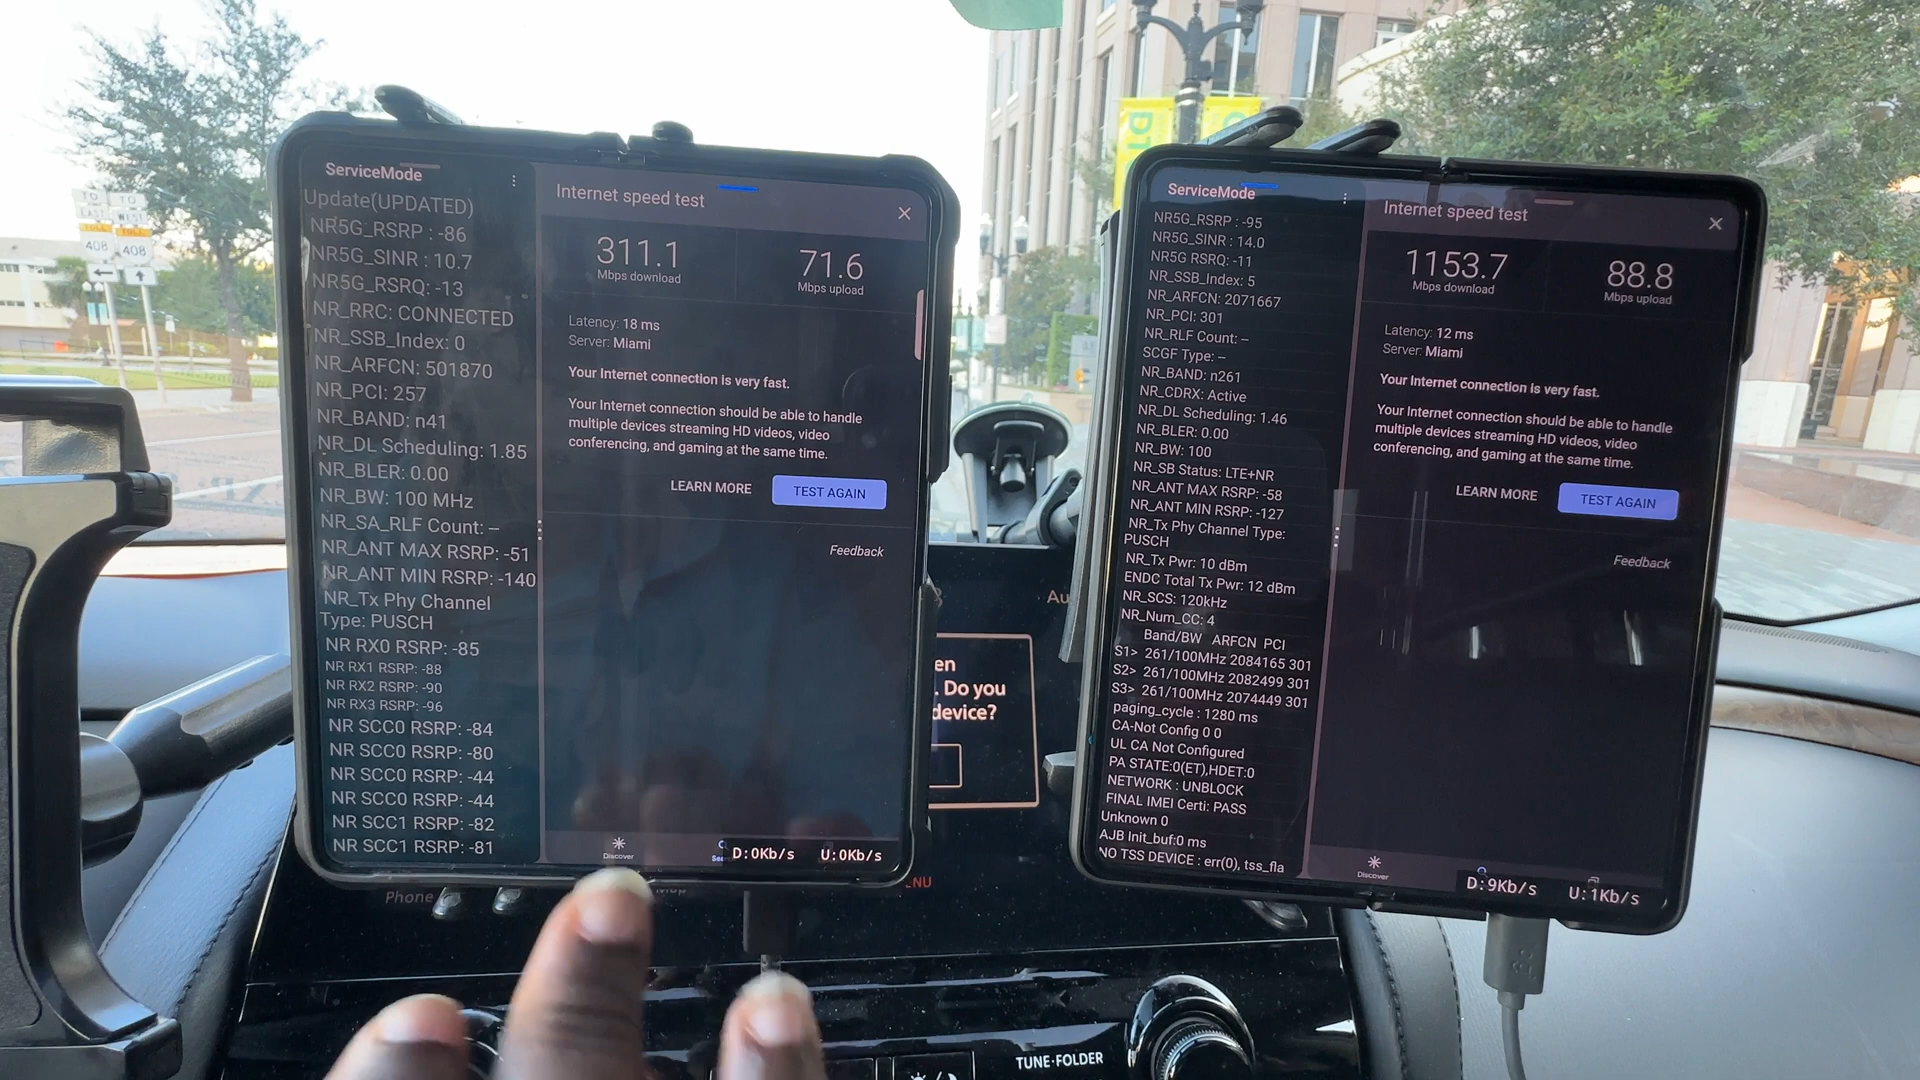 TO TO
EAST WEST
TOLL TOLL
408 408
DT
ServiceMode
Update(UPDATED)
NR5G_RSRP : -86
NR5G_SINR : 10.7
NR5G_RSRQ: -13
NR_RRC: CONNECTED
NR_SSB_Index: 0
NR_ARFCN: 501870
NR_PCI: 257
NR_BAND: n41
NR_DL Scheduling: 1.85
NR_BLER: 0.00
NR_BW: 100 MHz
NR_SA_RLF Count: --
NR_ANT MAX RSRP: -51
NR_ANT MIN RSRP: -140
NR_Tx Phy Channel
Type: PUSCH
NR RX0 RSRP: -85
NR RX1 RSRP: -88
NR RX2 RSRP: -90
NR RX3 RSRP: -96
NR SCC0 RSRP: -84
NR SCC0 RSRP: -80
NR SCC0 RSRP: -44
NR SCC0 RSRP: -44
NR SCC1 RSRP: -82
NR SCC1 RSRP: -81
Internet speed test
311.1
Mbps download
71.6
Mbps upload
Latency: 18 ms
Server: Miami
Your Internet connection is very fast.
Your Internet connection should be able to handle
multiple devices streaming HD videos, video
conferencing, and gaming at the same time.
LEARN MORE
TEST AGAIN
Feedback
Discover
D:0Kb/s U:0Kb/s
ServiceMode
NR5G_RSRP : -95
NR5G_SINR : 14.0
NR5G RSRQ: -11
NR_SSB_Index: 5
NR_ARFCN: 2071667
NR_PCI: 301
NR_RLF Count: --
SCGF Type: --
NR_BAND: n261
NR_CDRX: Active
NR_DL Scheduling: 1.46
NR_BLER: 0.00
NR_BW: 100
NR_SB Status: LTE+NR
NR_ANT MAX RSRP: -58
NR_ANT MIN RSRP: -127
NR_Tx Phy Channel Type:
PUSCH
NR_Tx Pwr: 10 dBm
ENDC Total Tx Pwr: 12 dBm
NR_SCS: 120kHz
NR_Num_CC: 4
Band/BW ARFCN PCI
S1> 261/100MHz 2084165 301
S2> 261/100MHz 2082499 301
S3> 261/100MHz 2074449 301
paging_cycle : 1280 ms
CA-Not Config 0 0
UL CA Not Configured
PA STATE:0(ET),HDET:0
NETWORK : UNBLOCK
FINAL IMEI Certi: PASS
Unknown 0
AJB Init_buf:0 ms
NO TSS DEVICE : err(0), tss_fla
Internet speed test
1153.7
Mbps download
88.8
Mbps upload
Latency: 12 ms
Server: Miami
Your Internet connection is very fast.
Your Internet connection should be able to handle
multiple devices streaming HD videos, video
conferencing, and gaming at the same time.
LEARN MORE
TEST AGAIN
Feedback
Discover
D:9Kb/s U:1Kb/s
Au
en
. Do you
device?
Phone
Map
ENU
TUNE·FOLDER